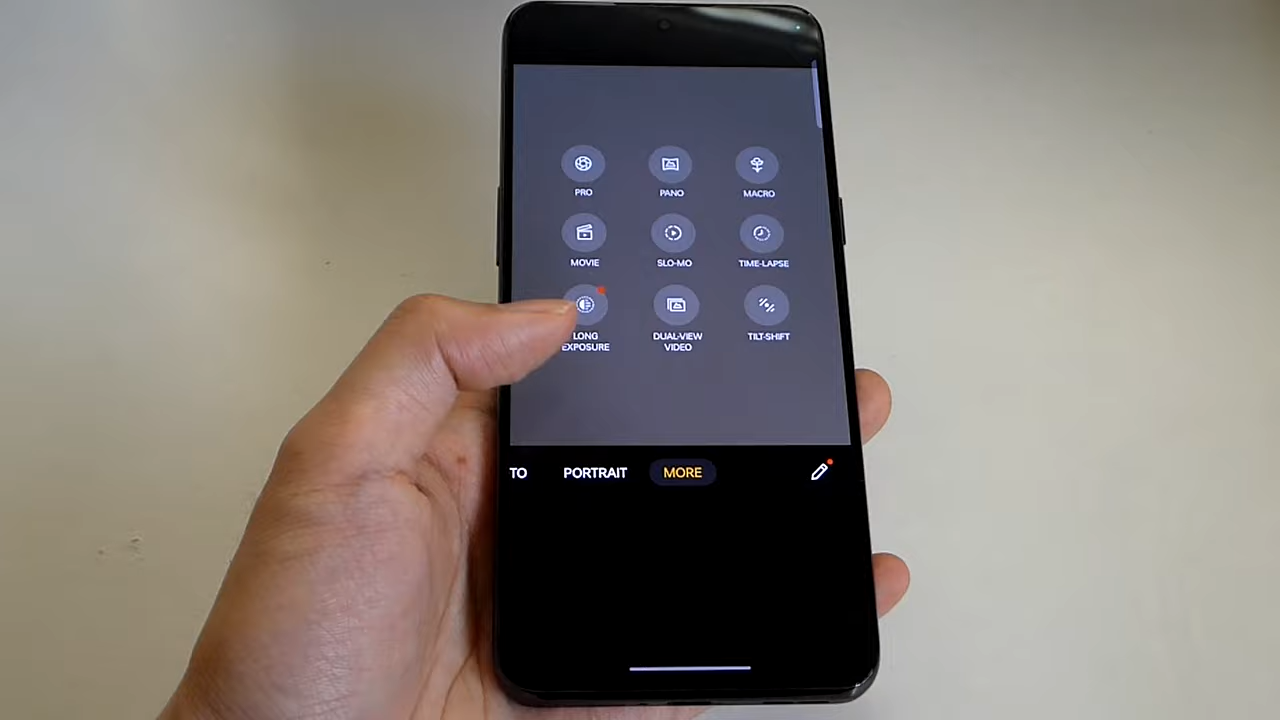 PRO PANO MACRO
MOVIE SLO-MO TIME-LAPSE
LONG EXPOSURE DUAL-VIEW VIDEO TILT-SHIFT
TO PORTRAIT MORE